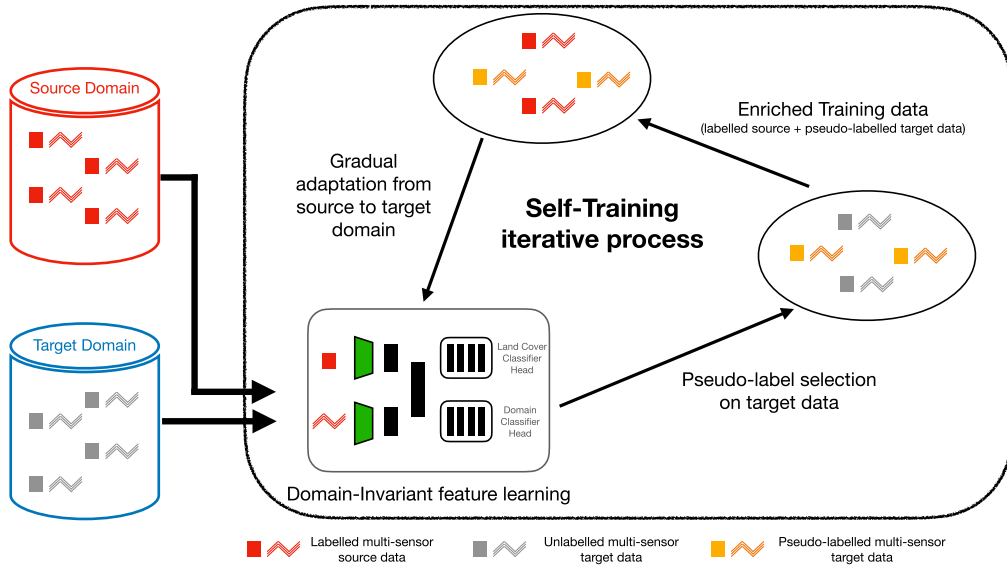 Source Domain
Target Domain
Gradual
adaptation from
source to target
domain
Self-Training
iterative process
Enriched Training data
(labelled source + pseudo-labelled target data)
Land Cover
Classifier
Head
Domain
Classifier
Head
Pseudo-label selection
on target data
Domain-Invariant feature learning
Labelled multi-sensor
source data
Unlabelled multi-sensor
target data
Pseudo-labelled multi-sensor
target data